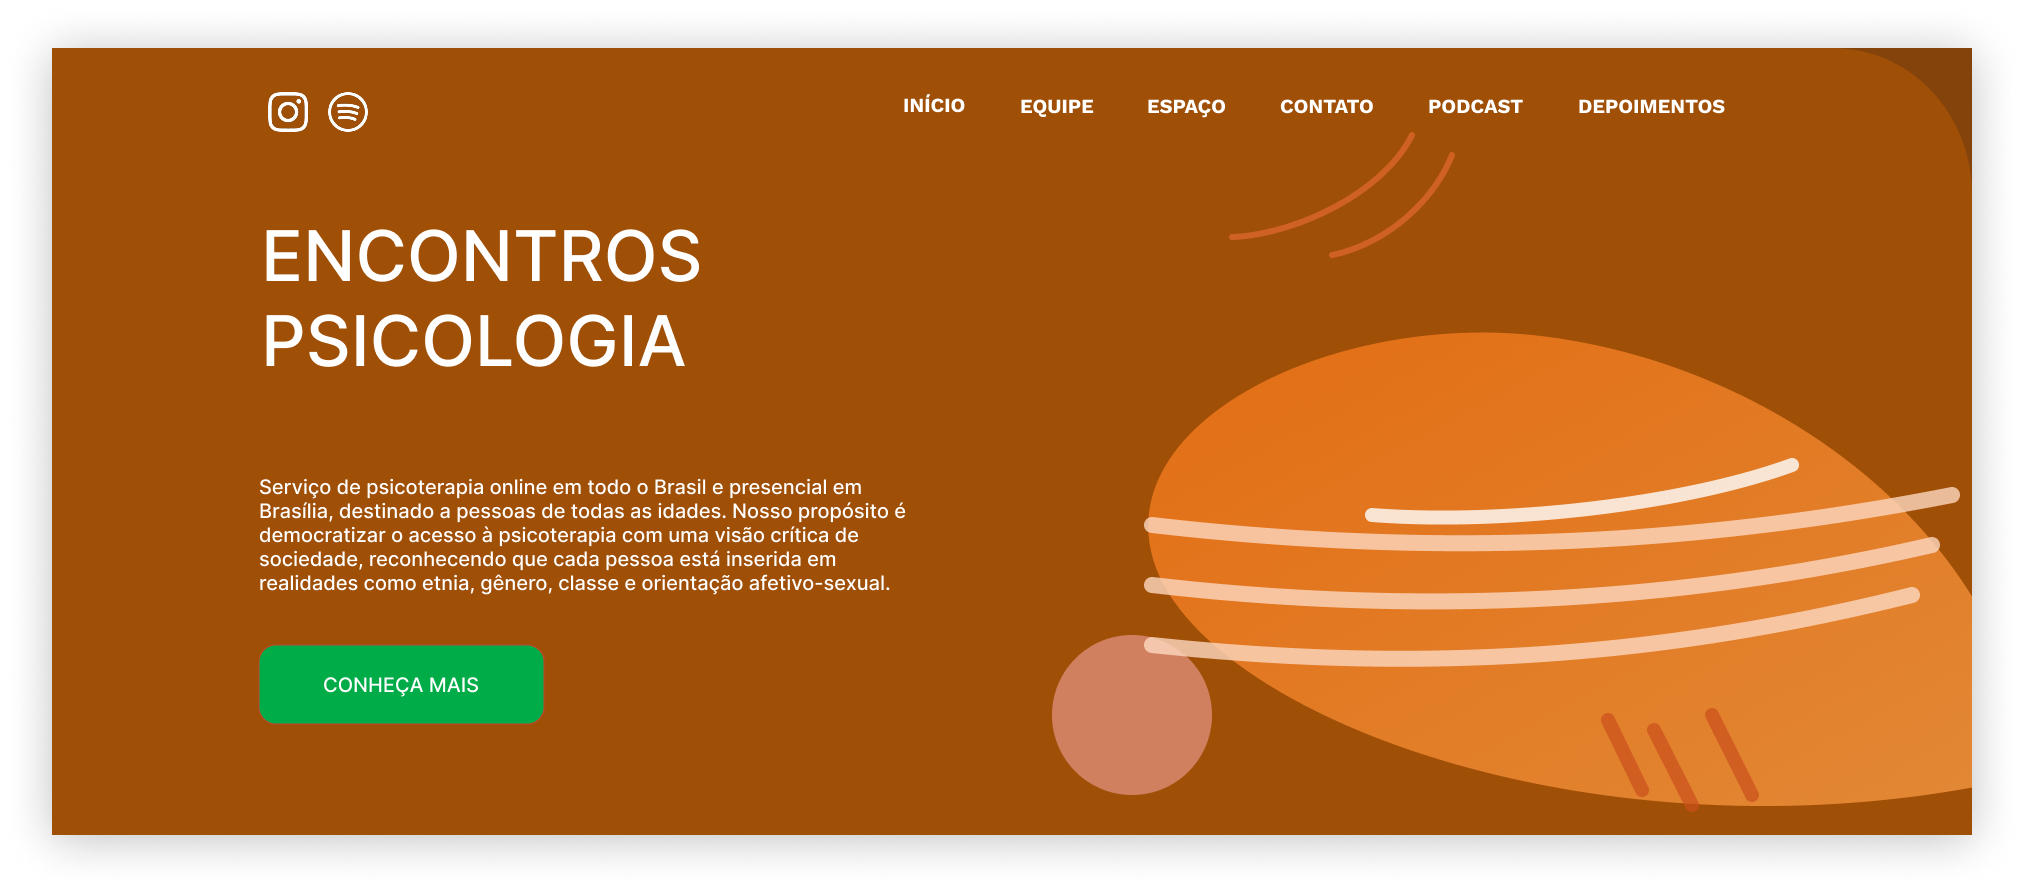 INÍCIO EQUIPE ESPAÇO CONTATO PODCAST DEPOIMENTOS
ENCONTROS
PSICOLOGIA
Serviço de psicoterapia online em todo o Brasil e presencial em
Brasília, destinado a pessoas de todas as idades. Nosso propósito é
democratizar o acesso à psicoterapia com uma visão crítica de
sociedade, reconhecendo que cada pessoa está inserida em
realidades como etnia, gênero, classe e orientação afetivo-sexual.
CONHEÇA MAIS